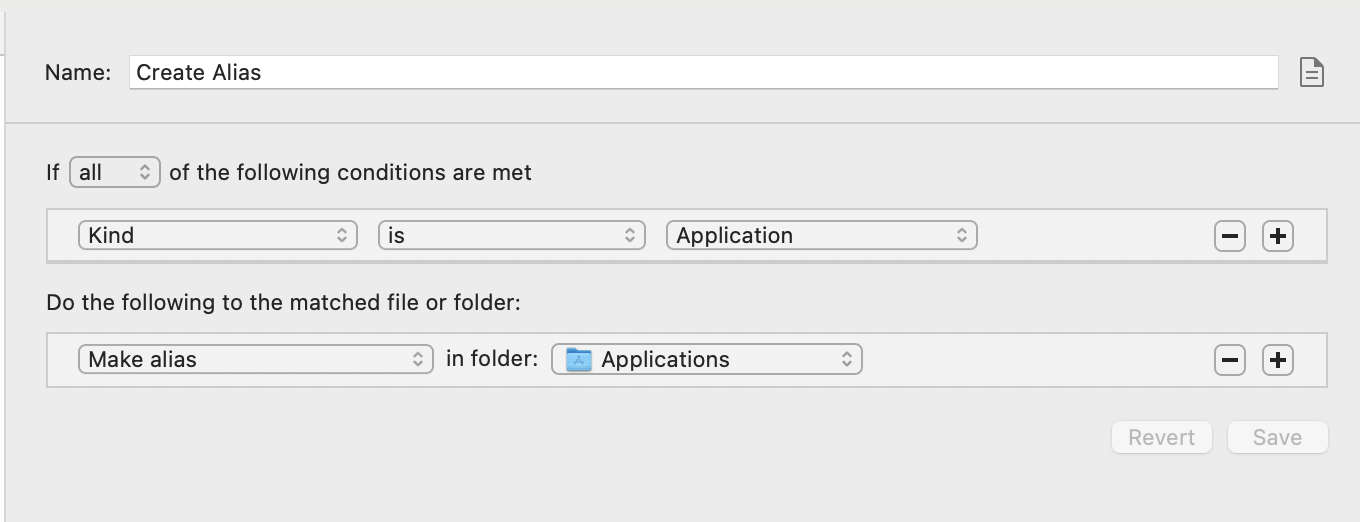 Name: Create Alias
If all of the following conditions are met
Kind is Application
Do the following to the matched file or folder:
Make alias in folder: Applications
Revert Save